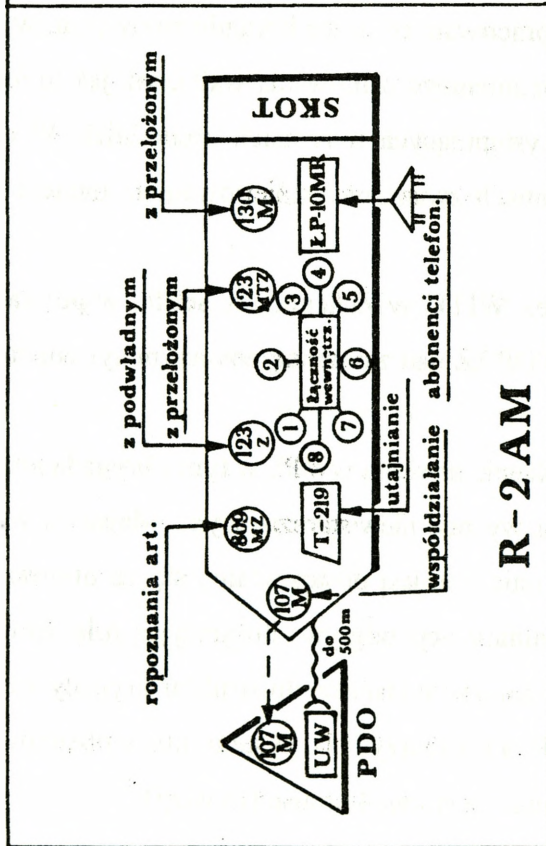 ropoznania art.
z podwładnym
z przełożonym
z przełożonym
SKOT
809
MZ
123
Z
123
MTZ
130
M
107
M
107
M
1
2
3
4
5
6
7
8
Łączność
wewnętrz.
ŁP-10MR
T-219
U W
PDO
do
500m
utajnianie
współdziałanie
abonenci telefon.
R-2AM